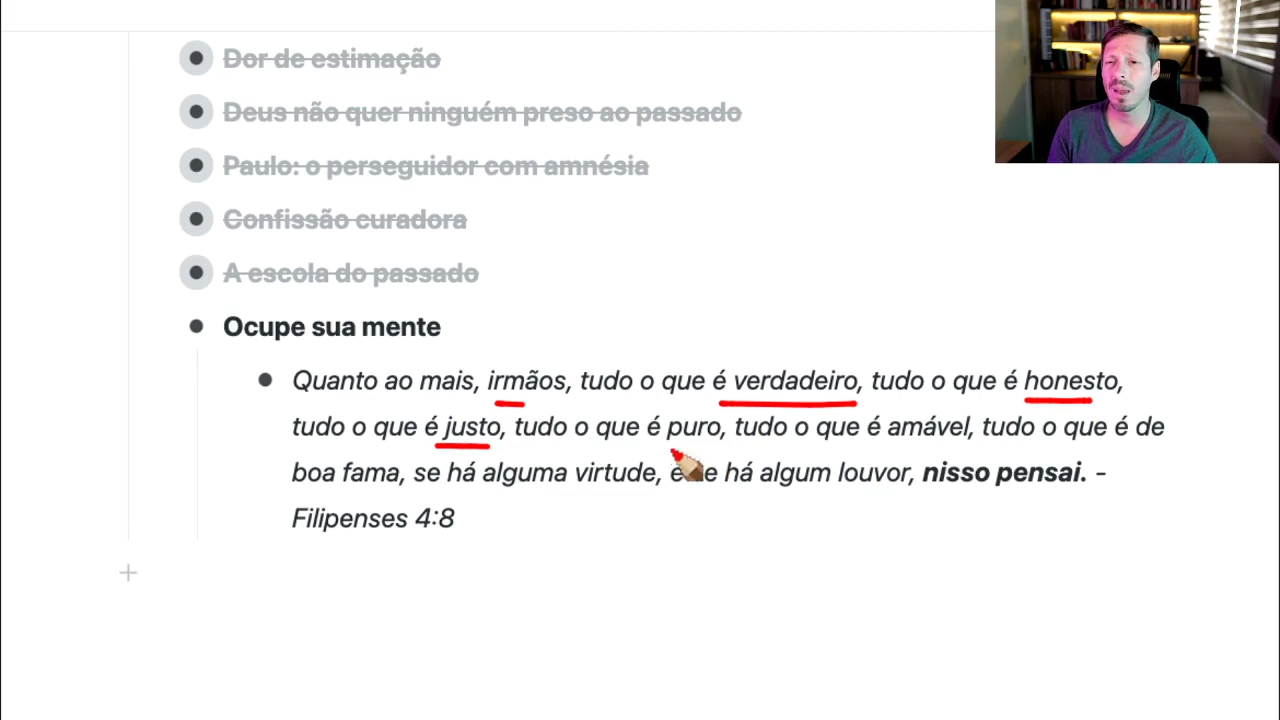 Dor de estimação
Deus não quer ninguém preso ao passado
Paulo: o perseguidor com amnésia
Confissão curadora
A escola do passado
Ocupe sua mente
Quanto ao mais, irmãos, tudo o que é verdadeiro, tudo o que é honesto,
tudo o que é justo, tudo o que é puro, tudo o que é amável, tudo o que é de
boa fama, se há alguma virtude, e se há algum louvor, nisso pensai. -
Filipenses 4:8